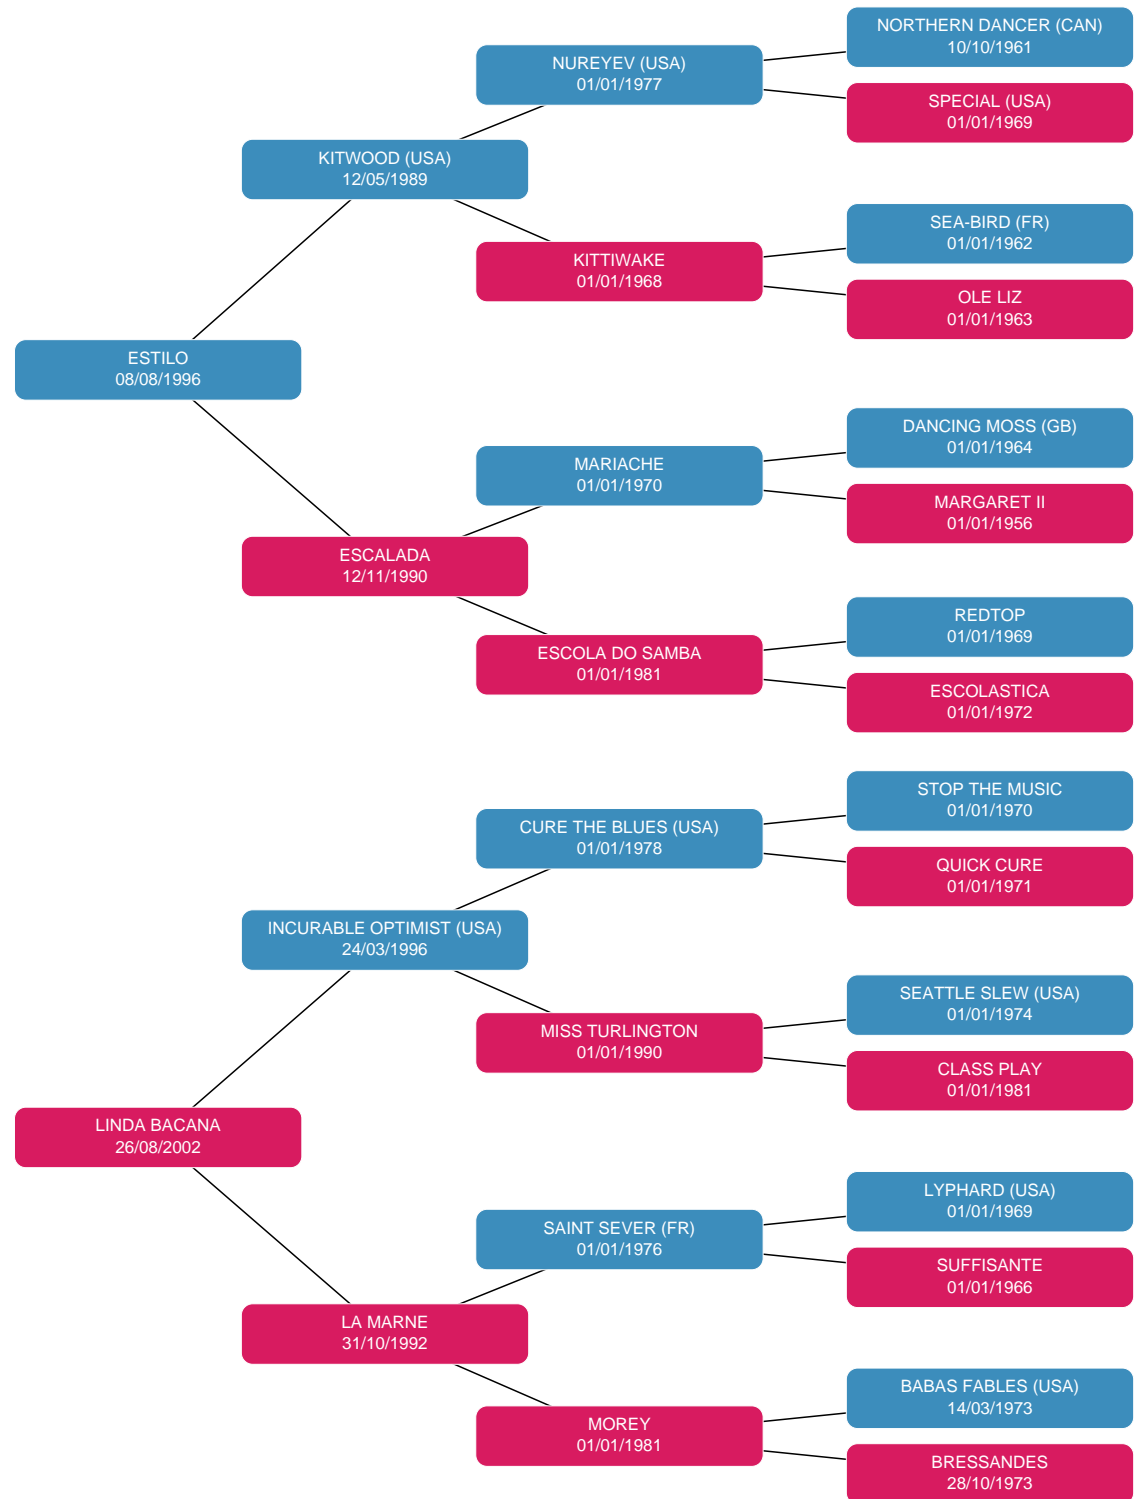 NORTHERN DANCER (CAN)
10/10/1961
NUREYEV (USA)
01/01/1977
SPECIAL (USA)
01/01/1969
KITWOOD (USA)
12/05/1989
SEA-BIRD (FR)
01/01/1962
KITTIWAKE
01/01/1968
OLE LIZ
01/01/1963
ESTILO
08/08/1996
DANCING MOSS (GB)
01/01/1964
MARIACHE
01/01/1970
MARGARET II
01/01/1956
ESCALADA
12/11/1990
REDTOP
01/01/1969
ESCOLA DO SAMBA
01/01/1981
ESCOLASTICA
01/01/1972
STOP THE MUSIC
01/01/1970
CURE THE BLUES (USA)
01/01/1978
QUICK CURE
01/01/1971
INCURABLE OPTIMIST (USA)
24/03/1996
SEATTLE SLEW (USA)
01/01/1974
MISS TURLINGTON
01/01/1990
CLASS PLAY
01/01/1981
LINDA BACANA
26/08/2002
LYPHARD (USA)
01/01/1969
SAINT SEVER (FR)
01/01/1976
SUFFISANTE
01/01/1966
LA MARNE
31/10/1992
BABAS FABLES (USA)
14/03/1973
MOREY
01/01/1981
BRESSANDES
28/10/1973